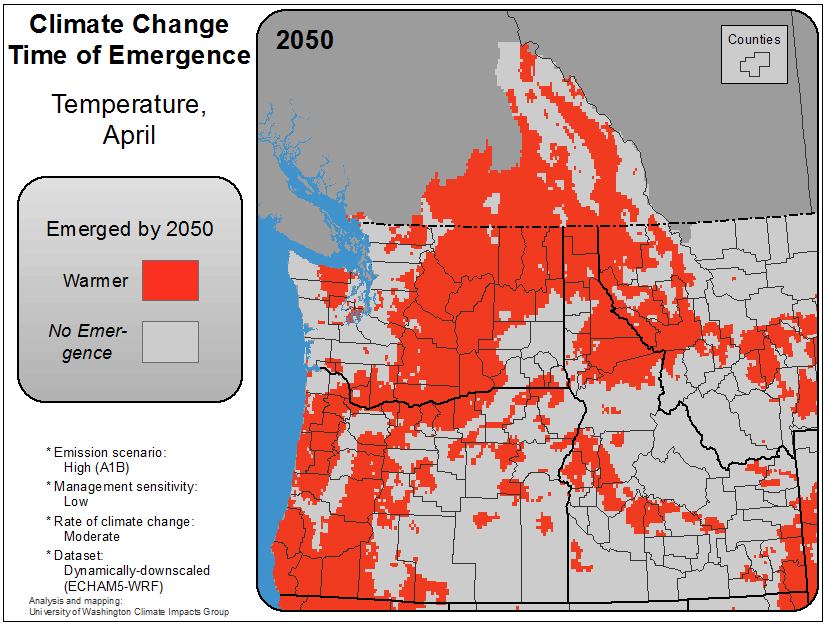 Climate Change
Time of Emergence
Temperature,
April
Emerged by 2050
Warmer
No Emer-
gence
* Emission scenario:
High (A1B)
* Management sensitivity:
Low
* Rate of climate change:
Moderate
* Dataset:
Dynamically-downscaled
(ECHAM5-WRF)
Analysis and mapping:
University of Washington Climate Impacts Group
2050
Counties